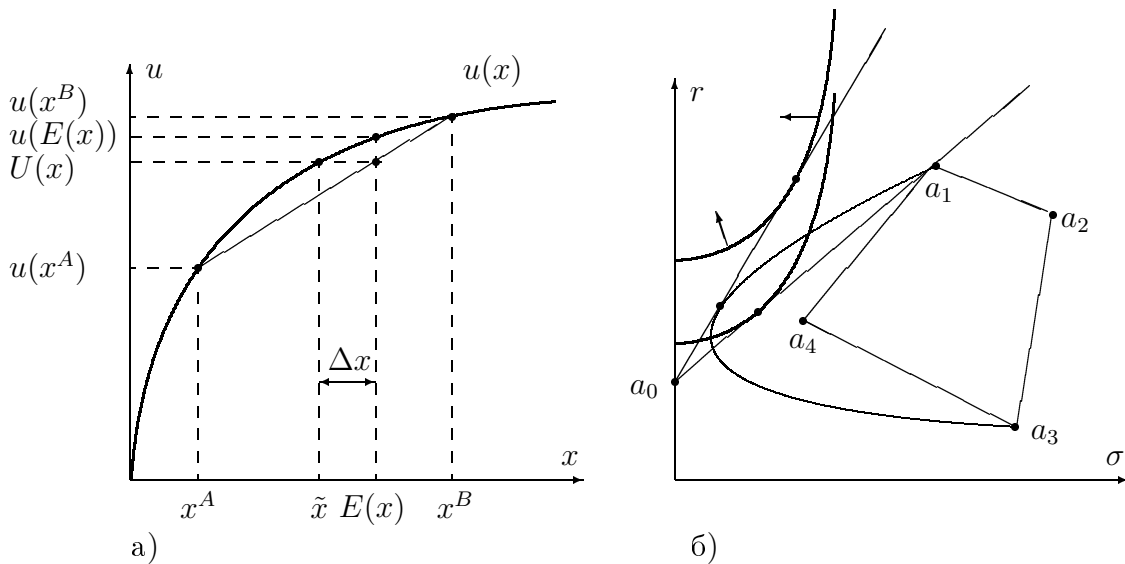 u
u(x)
u(x^B)
u(E(x))
U(x)
u(x^A)
Δx
x
x^A
x̃
E(x)
x^B
а)
r
a_1
a_2
a_4
a_0
a_3
σ
б)